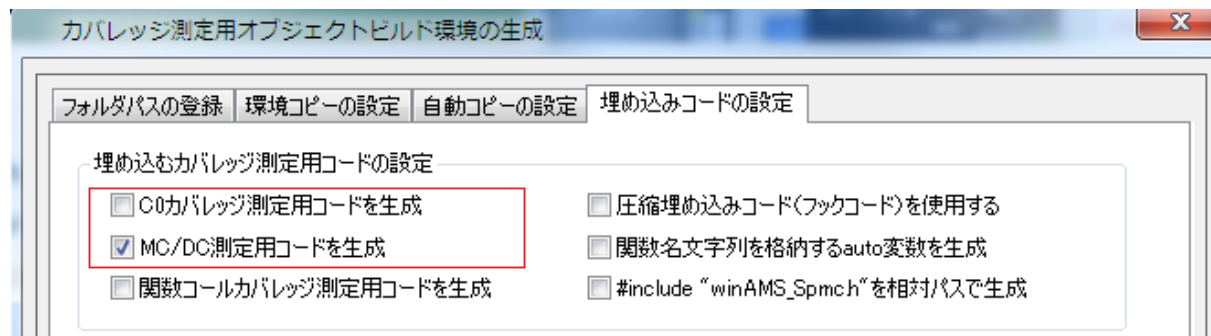 カバレッジ測定用オブジェクトビルド環境の生成
フォルダパスの登録 環境コピーの設定 自動コピーの設定 埋め込みコードの設定
埋め込むカバレッジ測定用コードの設定
C0カバレッジ測定用コードを生成 圧縮埋め込みコード(フックコード)を使用する
MC/DC測定用コードを生成 関数名文字列を格納するauto変数を生成
関数コールカバレッジ測定用コードを生成 #include "winAMS_Spmc.h"を相対パスで生成